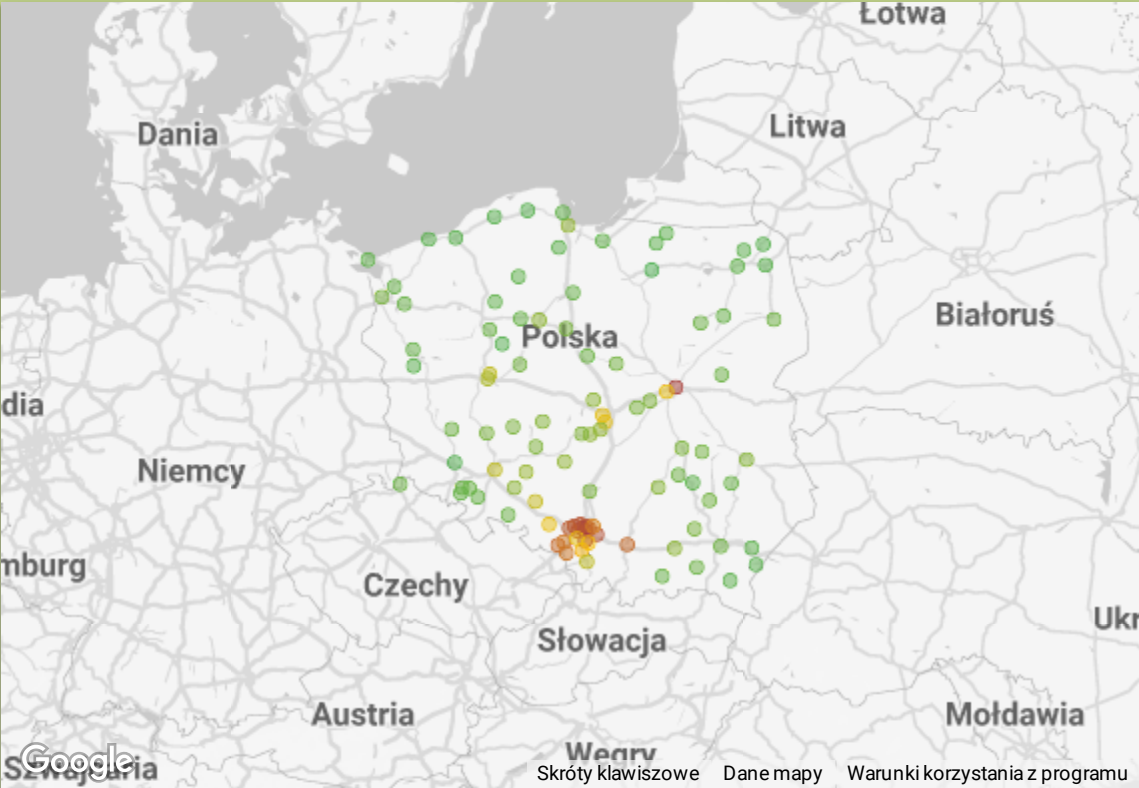 Łotwa
Dania
Litwa
Białoruś
Polska
dia
Niemcy
mburg
Czechy
Ukr
Słowacja
Austria
Mołdawia
Węgry
Google
Szwajcaria
Skróty klawiszowe Dane mapy Warunki korzystania z programu